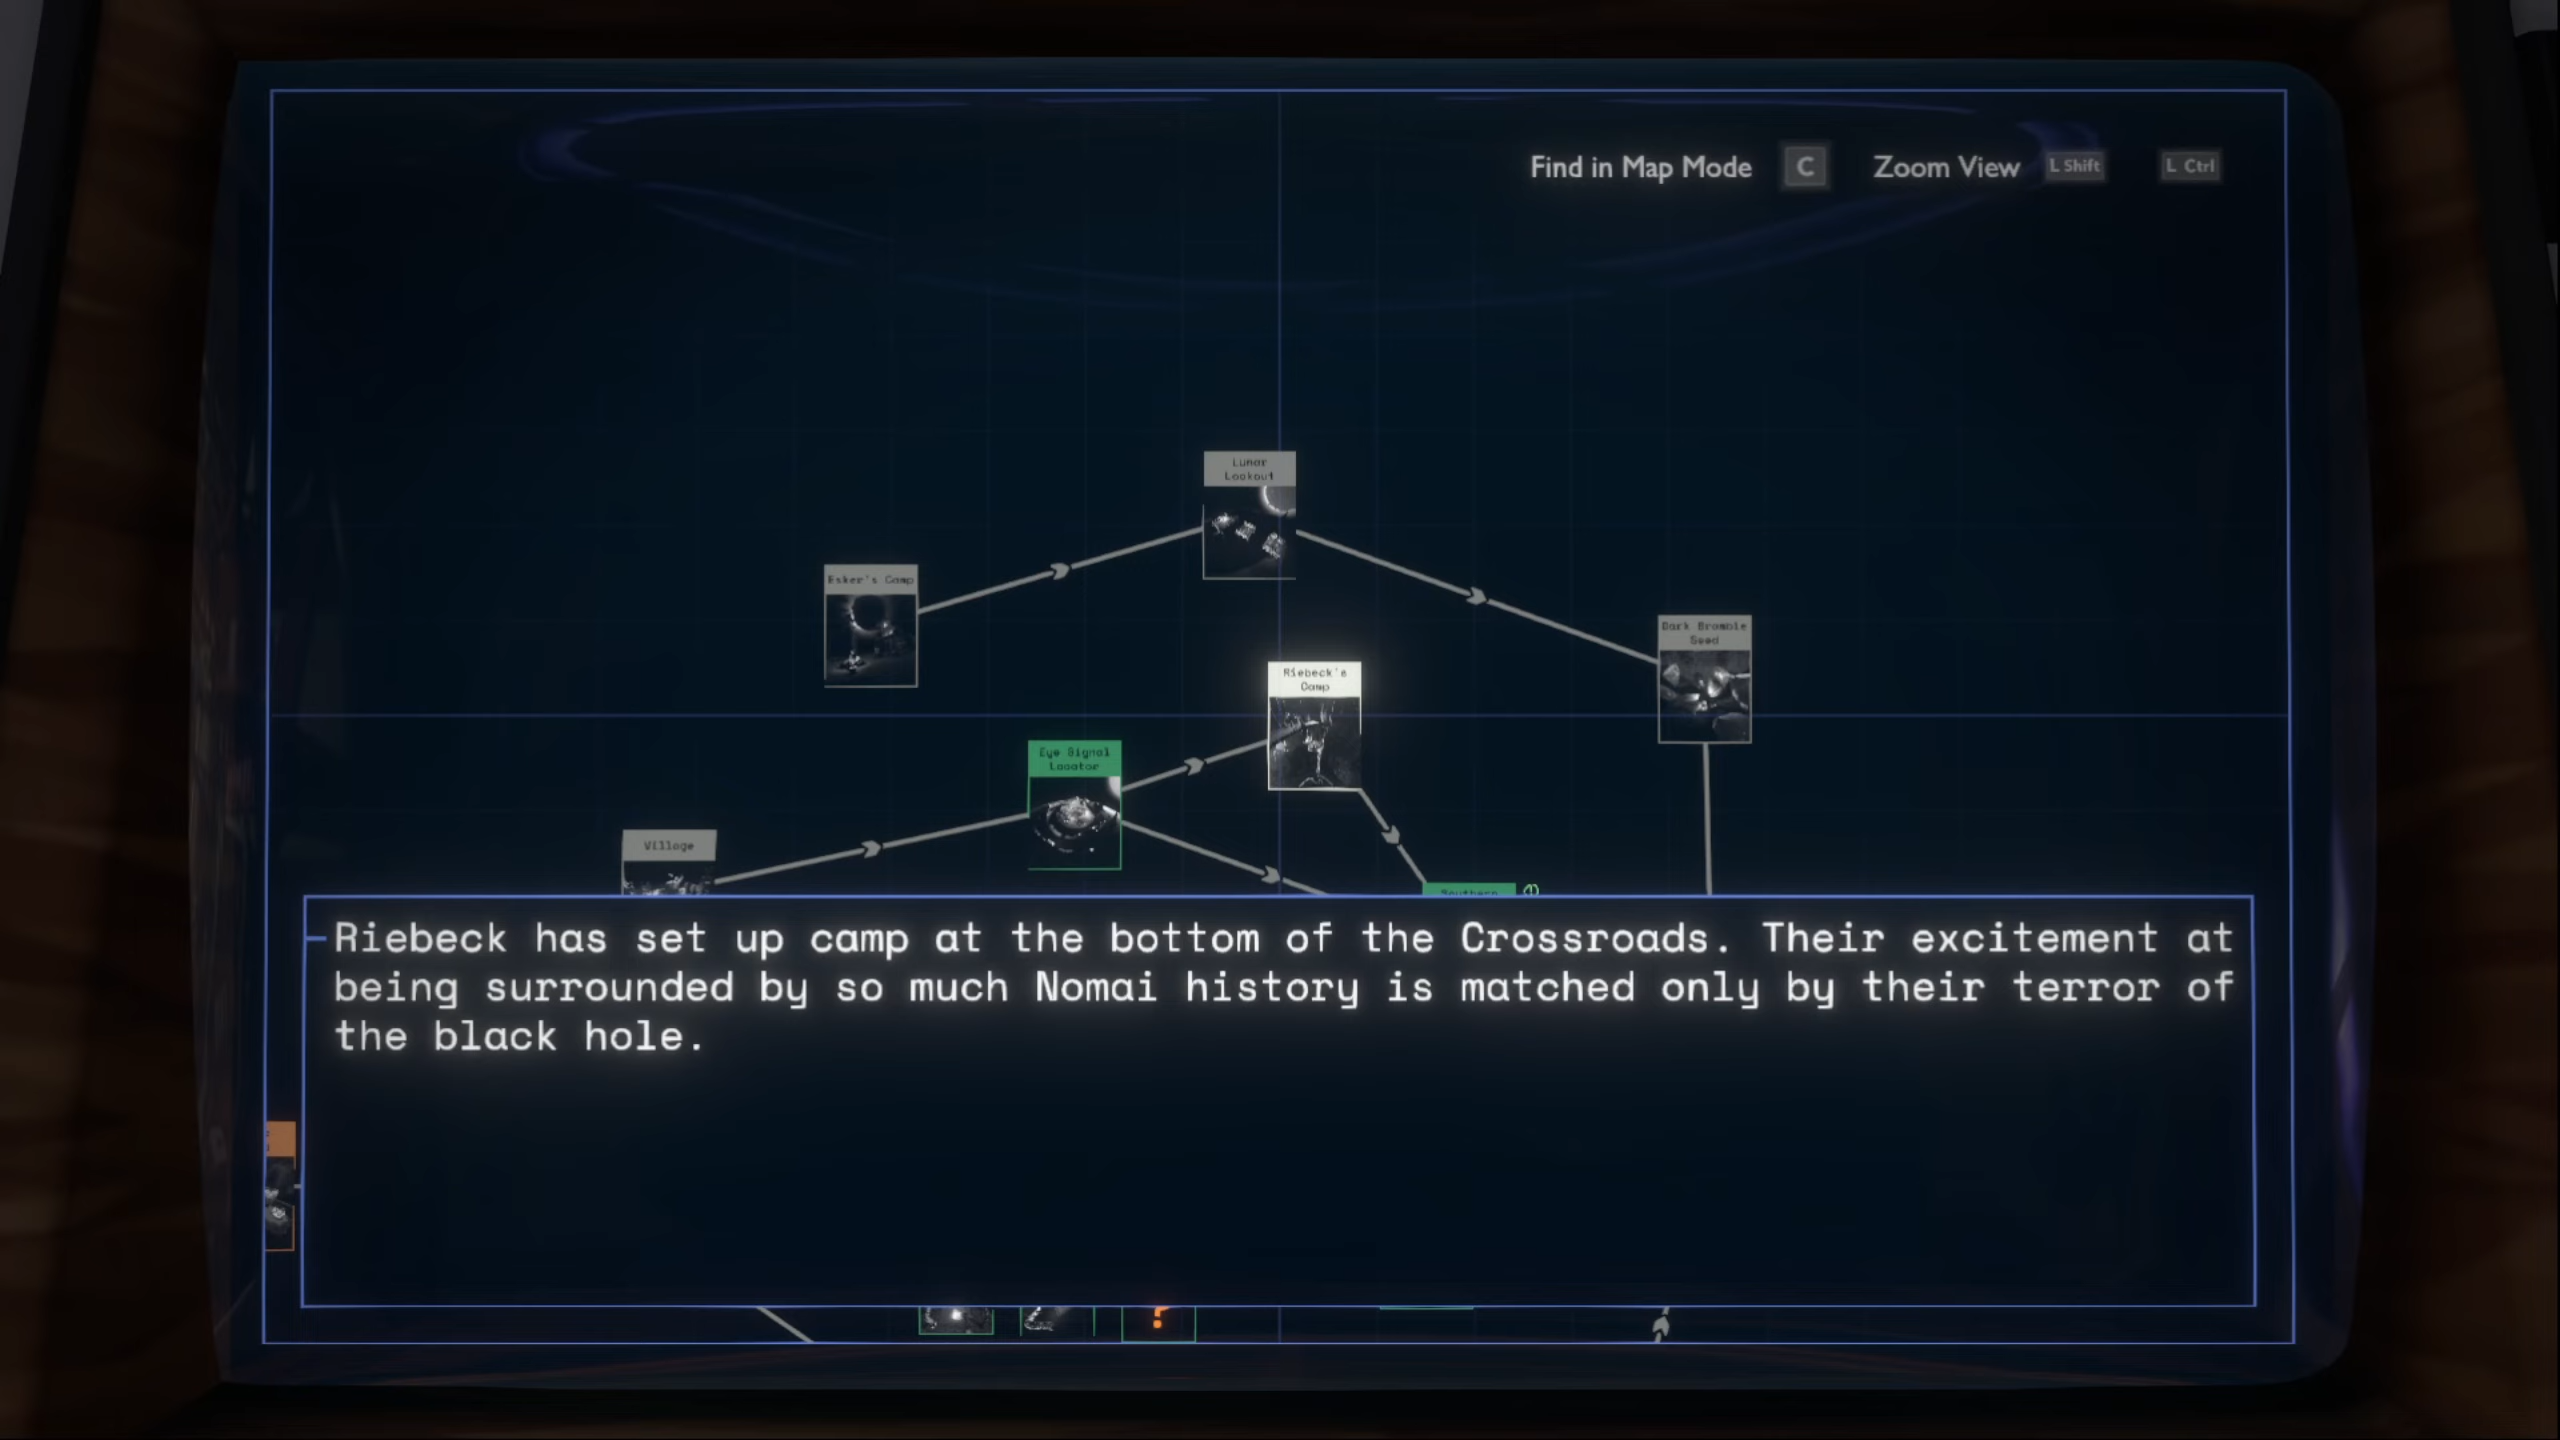 Find in Map Mode C Zoom View L Shift L Ctrl
Lunar
Lookout
Esker's Camp
Dark Bramble
Seed
Riebeck's
Camp
Eye Signal
Locator
Village
Southern
Riebeck has set up camp at the bottom of the Crossroads. Their excitement at
being surrounded by so much Nomai history is matched only by their terror of
the black hole.
?